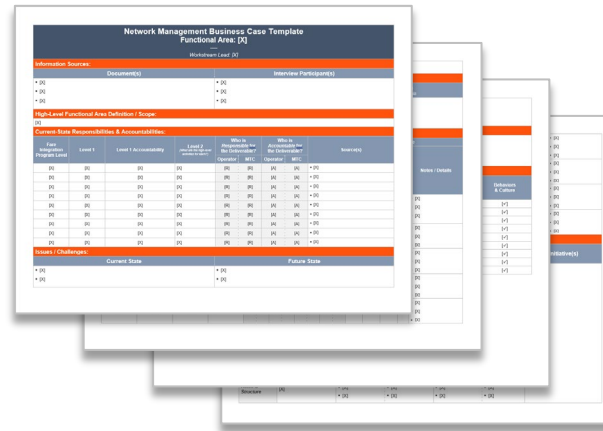 Network Management Business Case Template
Functional Area: [X]
Workstream Lead: [X]
Information Sources:
Document(s) Interview Participant(s)
• [X] • [X]
• [X] • [X]
• [X] • [X]
High-Level Functional Area Definition / Scope:
[X]
Current-State Responsibilities & Accountabilities:
Fare Integration Program Level Level 1 Level 1 Accountability Level 2 Who is Responsible for the Deliverable? Who is Accountable for the Deliverable? Source(s)
Operator MTC Operator MTC
[X] [X] [X] [X] [R] [R] [A] [A] • [X]
[X] [X] [X] [X] [R] [R] [A] [A] • [X]
[X] [X] [X] [X] [R] [R] [A] [A] • [X]
[X] [X] [X] [X] [R] [R] [A] [A] • [X]
[X] [X] [X] [X] [R] [R] [A] [A] • [X]
[X] [X] [X] [X] [R] [R] [A] [A] • [X]
[X] [X] [X] [X] [R] [R] [A] [A] • [X]
[X] [X] [X] [X] [R] [R] [A] [A] • [X]
[X] [X] [X] [X] [R] [R] [A] [A] • [X]
Issues / Challenges:
Current State Future State
• [X] • [X]
• [X] • [X]
Notes / Details
Behaviors
& Culture
Structure